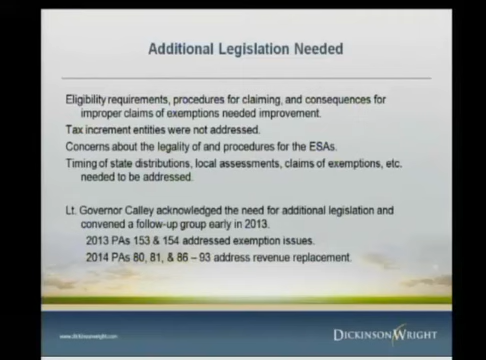 Additional Legislation Needed
Eligibility requirements, procedures for claiming, and consequences for
improper claims of exemptions needed improvement.
Tax increment entities were not addressed.
Concerns about the legality of and procedures for the ESAs.
Timing of state distributions, local assessments, claims of exemptions, etc.
needed to be addressed.
Lt. Governor Calley acknowledged the need for additional legislation and
convened a follow-up group early in 2013.
2013 PAs 153 & 154 addressed exemption issues.
2014 PAs 80, 81, & 86 – 93 address revenue replacement.
www.dickinsonwright.com
DICKINSON WRIGHT